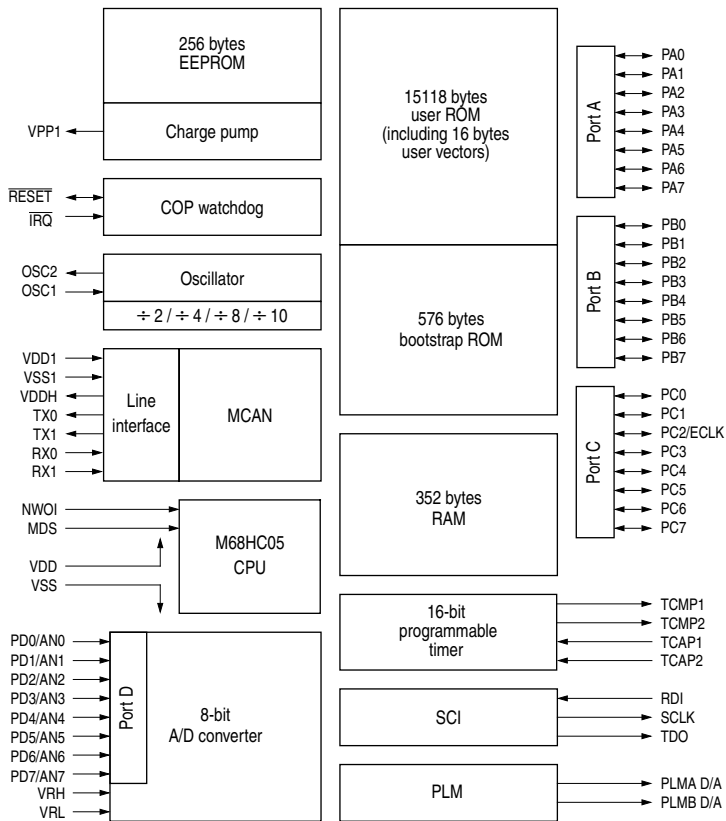 256 bytes
EEPROM
VPP1
Charge pump
RESET
IRQ
COP watchdog
OSC2
OSC1
Oscillator
÷ 2 / ÷ 4 / ÷ 8 / ÷ 10
VDD1
VSS1
VDDH
TX0
TX1
RX0
RX1
Line
interface
MCAN
NWOI
MDS
VDD
VSS
M68HC05
CPU
PD0/AN0
PD1/AN1
PD2/AN2
PD3/AN3
PD4/AN4
PD5/AN5
PD6/AN6
PD7/AN7
VRH
VRL
Port D
8-bit
A/D converter
15118 bytes
user ROM
(including 16 bytes
user vectors)
576 bytes
bootstrap ROM
352 bytes
RAM
16-bit
programmable
timer
SCI
PLM
Port A
PA0
PA1
PA2
PA3
PA4
PA5
PA6
PA7
Port B
PB0
PB1
PB2
PB3
PB4
PB5
PB6
PB7
Port C
PC0
PC1
PC2/ECLK
PC3
PC4
PC5
PC6
PC7
TCMP1
TCMP2
TCAP1
TCAP2
RDI
SCLK
TDO
PLMA D/A
PLMB D/A